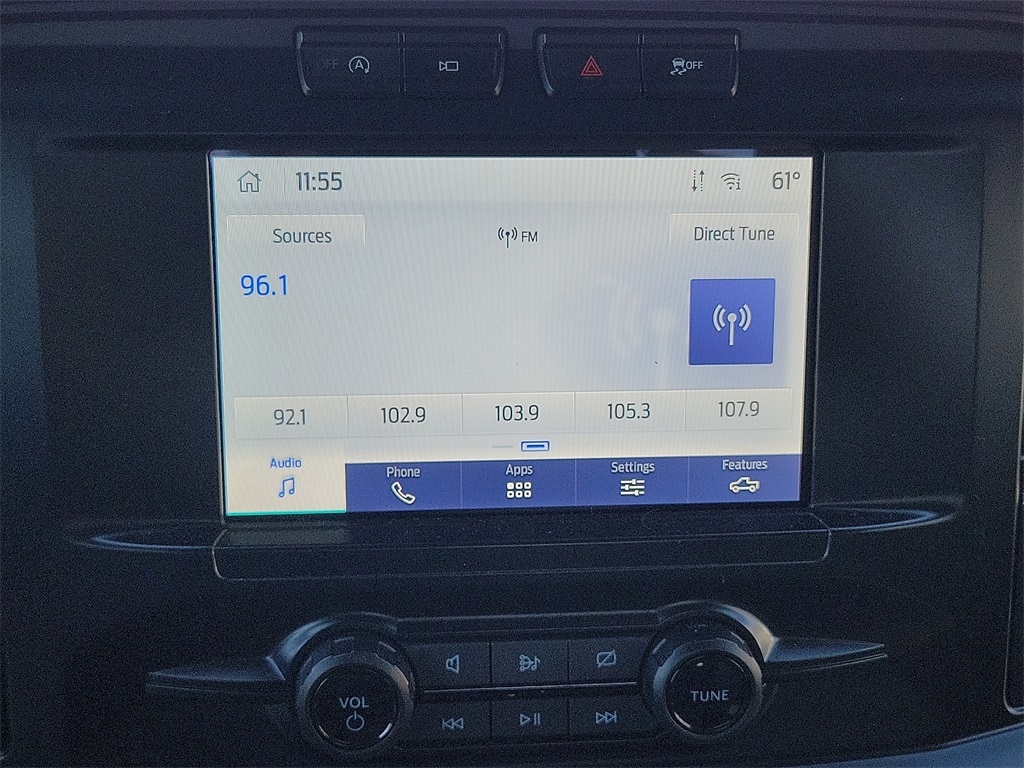 OFF A
OFF
11:55 61°
Sources FM Direct Tune
96.1
92.1 102.9 103.9 105.3 107.9
Audio Phone Apps Settings Features
VOL TUNE